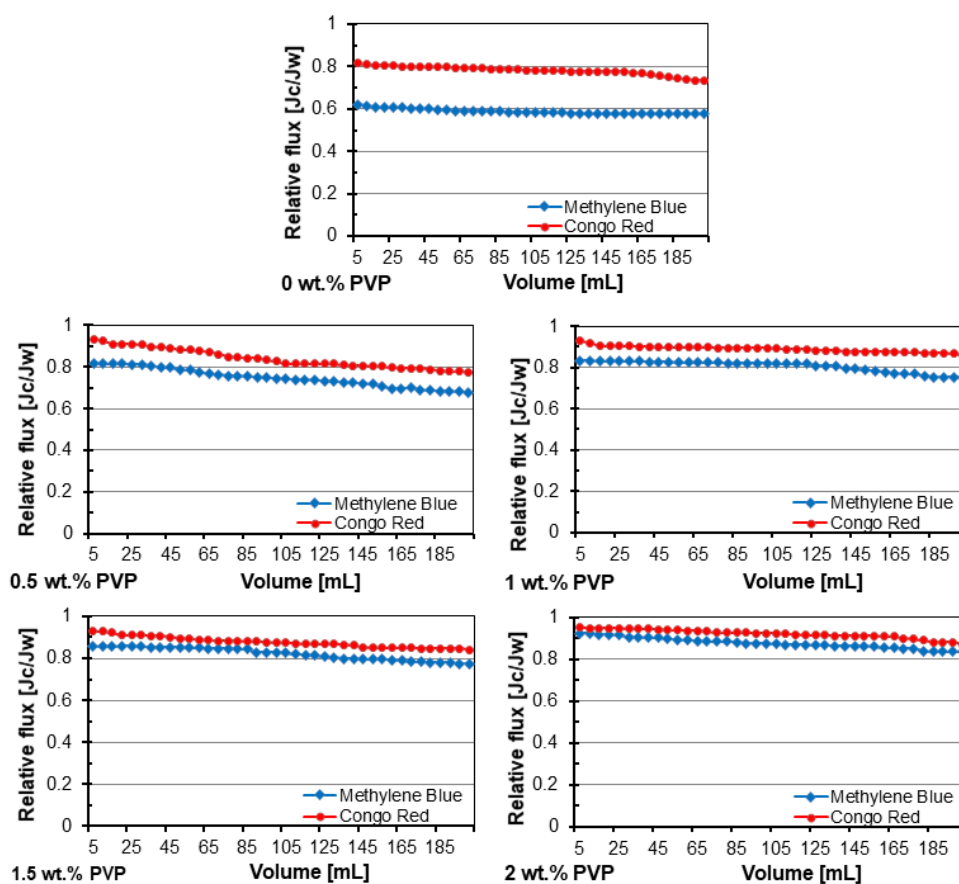 Relative flux [Jc/Jw]
1
0.8
0.6
0.4
0.2
0
Methylene Blue
Congo Red
5 25 45 65 85 105 125 145 165 185
0 wt.% PVP Volume [mL]
Relative flux [Jc/Jw]
1
0.8
0.6
0.4
0.2
0
Methylene Blue
Congo Red
5 25 45 65 85 105 125 145 165 185
0.5 wt.% PVP Volume [mL]
Relative flux [Jc/Jw]
1
0.8
0.6
0.4
0.2
0
Methylene Blue
Congo Red
5 25 45 65 85 105 125 145 165 185
1 wt.% PVP Volume [mL]
Relative flux [Jc/Jw]
1
0.8
0.6
0.4
0.2
0
Methylene Blue
Congo Red
5 25 45 65 85 105 125 145 165 185
1.5 wt.% PVP Volume [mL]
Relative flux [Jc/Jw]
1
0.8
0.6
0.4
0.2
0
Methylene Blue
Congo Red
5 25 45 65 85 105 125 145 165 185
2 wt.% PVP Volume [mL]